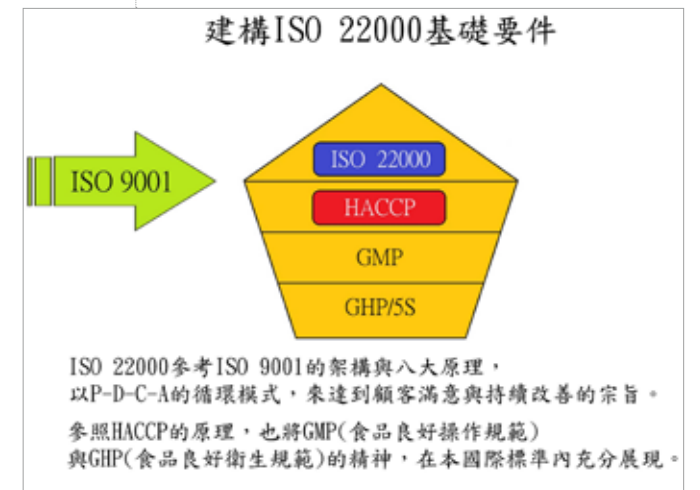 建構ISO 22000基礎要件
ISO 9001
ISO 22000
HACCP
GMP
GHP/5S
ISO 22000參考ISO 9001的架構與八大原理，
以P-D-C-A的循環模式，來達到顧客滿意與持續改善的宗旨。
參照HACCP的原理，也將GMP(食品良好操作規範)
與GHP(食品良好衛生規範)的精神，在本國際標準內充分展現。